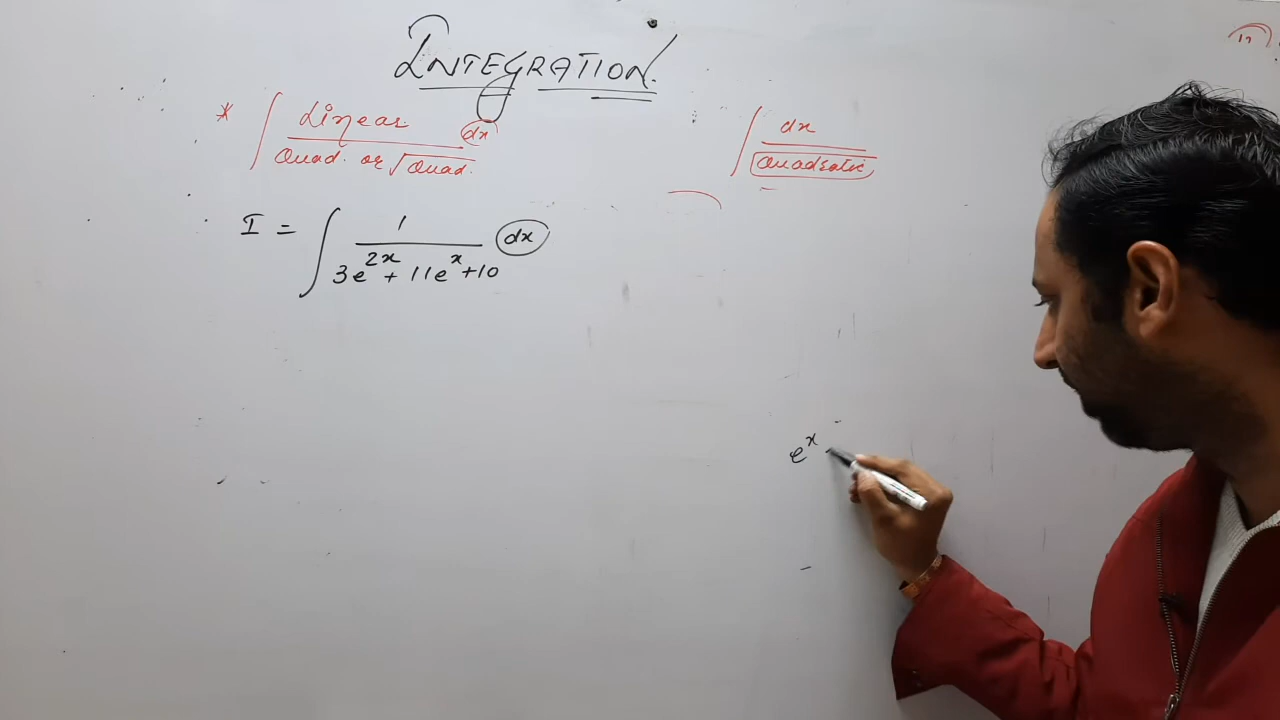 INTEGRATION.
* ∫ Linear / Quad. or √Quad. dx
∫ dx / Quadratic
I = ∫ 1 / 3e^2x + 11e^x + 10 dx
e^x